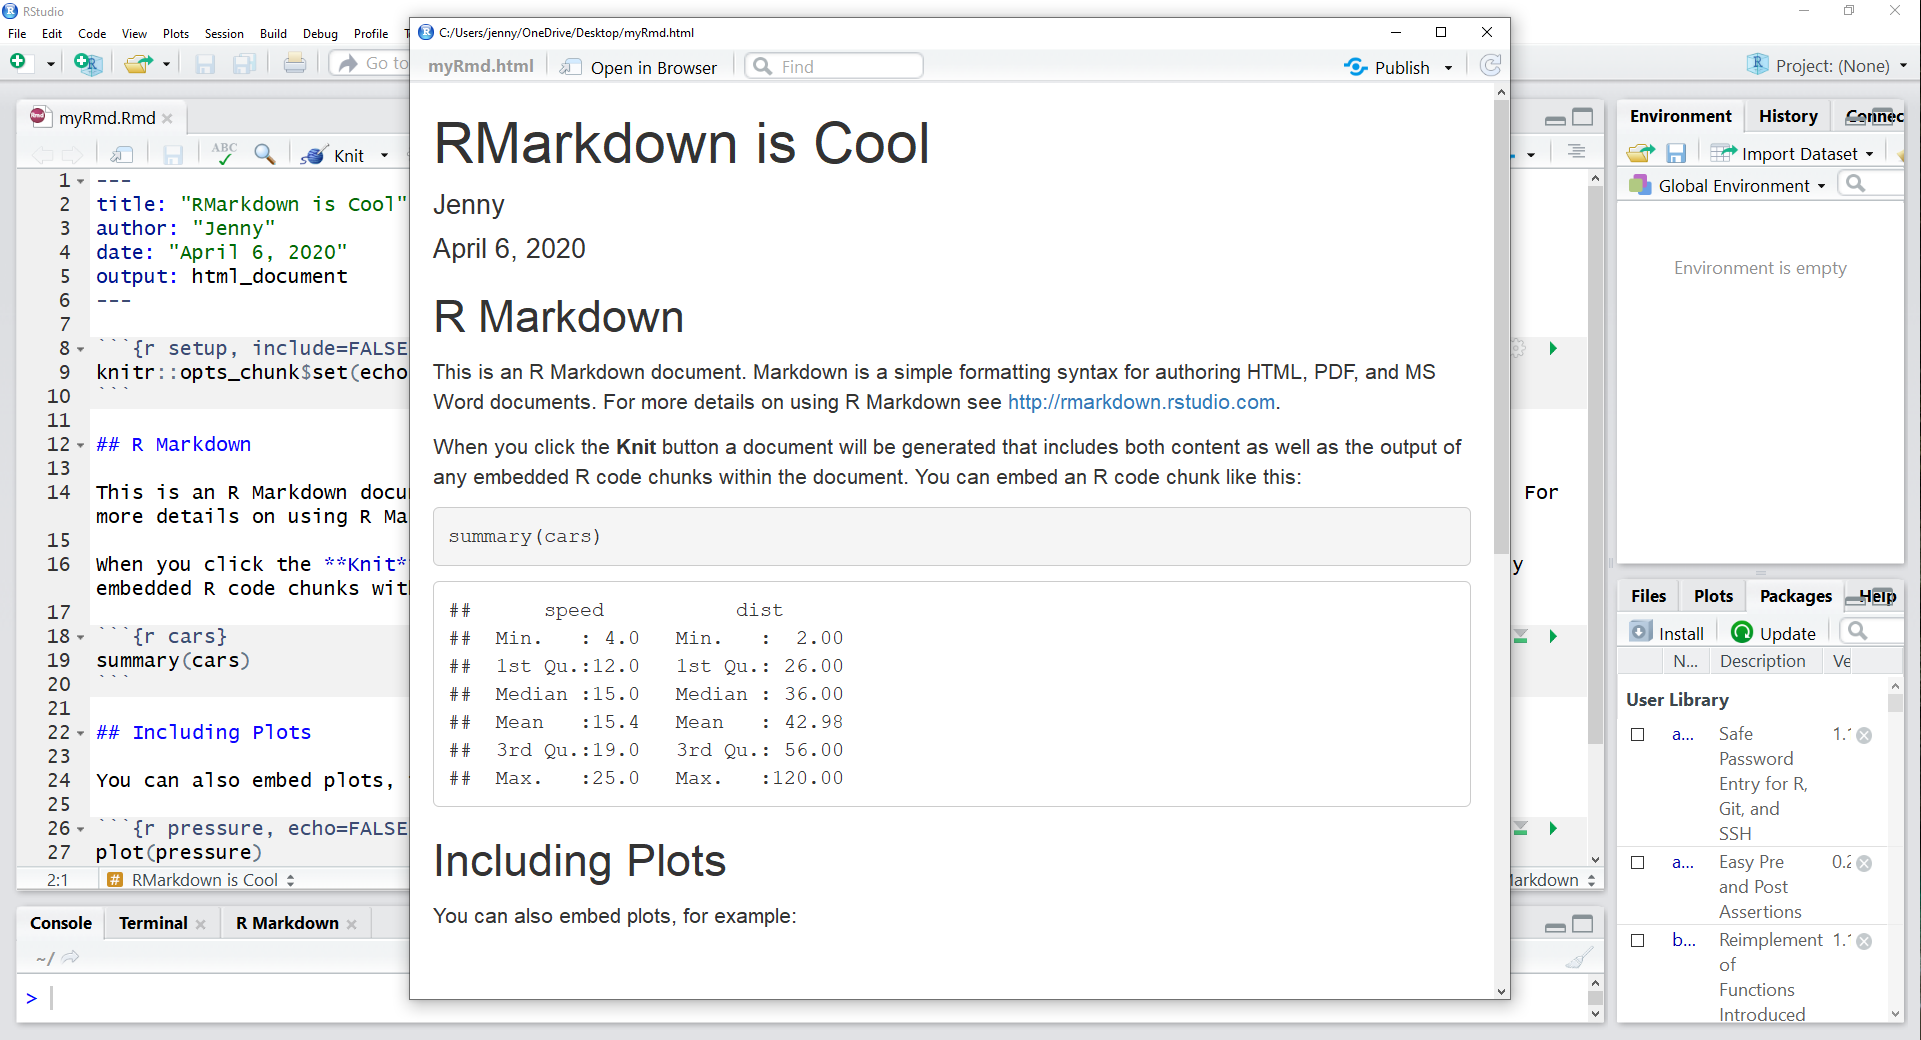 RStudio
File Edit Code View Plots Session Build Debug Profile
Go to
Project: (None)
myRmd.Rmd
ABC
Knit
1 ---
2 title: "RMarkdown is Cool"
3 author: "Jenny"
4 date: "April 6, 2020"
5 output: html_document
6 ---
7
8 ```{r setup, include=FALSE
9 knitr::opts_chunk$set(echo
10 ```
11
12 ## R Markdown
13
14 This is an R Markdown docu For
more details on using R Ma
15
16 When you click the **Knit* y
embedded R code chunks wit
17
18 ```{r cars}
19 summary(cars)
20 ```
21
22 ## Including Plots
23
24 You can also embed plots,
25
26 ```{r pressure, echo=FALSE
27 plot(pressure)
2:1 # RMarkdown is Cool
arkdown
Console Terminal R Markdown
~/
>
C:/Users/jenny/OneDrive/Desktop/myRmd.html
myRmd.html Open in Browser Find Publish
RMarkdown is Cool
Jenny
April 6, 2020
R Markdown
This is an R Markdown document. Markdown is a simple formatting syntax for authoring HTML, PDF, and MS
Word documents. For more details on using R Markdown see http://rmarkdown.rstudio.com.
When you click the Knit button a document will be generated that includes both content as well as the output of
any embedded R code chunks within the document. You can embed an R code chunk like this:
summary(cars)
##      speed           dist
##  Min.   : 4.0   Min.   :  2.00
##  1st Qu.:12.0   1st Qu.: 26.00
##  Median :15.0   Median : 36.00
##  Mean   :15.4   Mean   : 42.98
##  3rd Qu.:19.0   3rd Qu.: 56.00
##  Max.   :25.0   Max.   :120.00
Including Plots
You can also embed plots, for example:
Environment History Connec
Import Dataset
Global Environment
Environment is empty
Files Plots Packages Help
Install Update
N... Description Ve
User Library
a... Safe 1.
Password
Entry for R,
Git, and
SSH
a... Easy Pre 0.2
and Post
Assertions
b... Reimplement 1.
of
Functions
Introduced